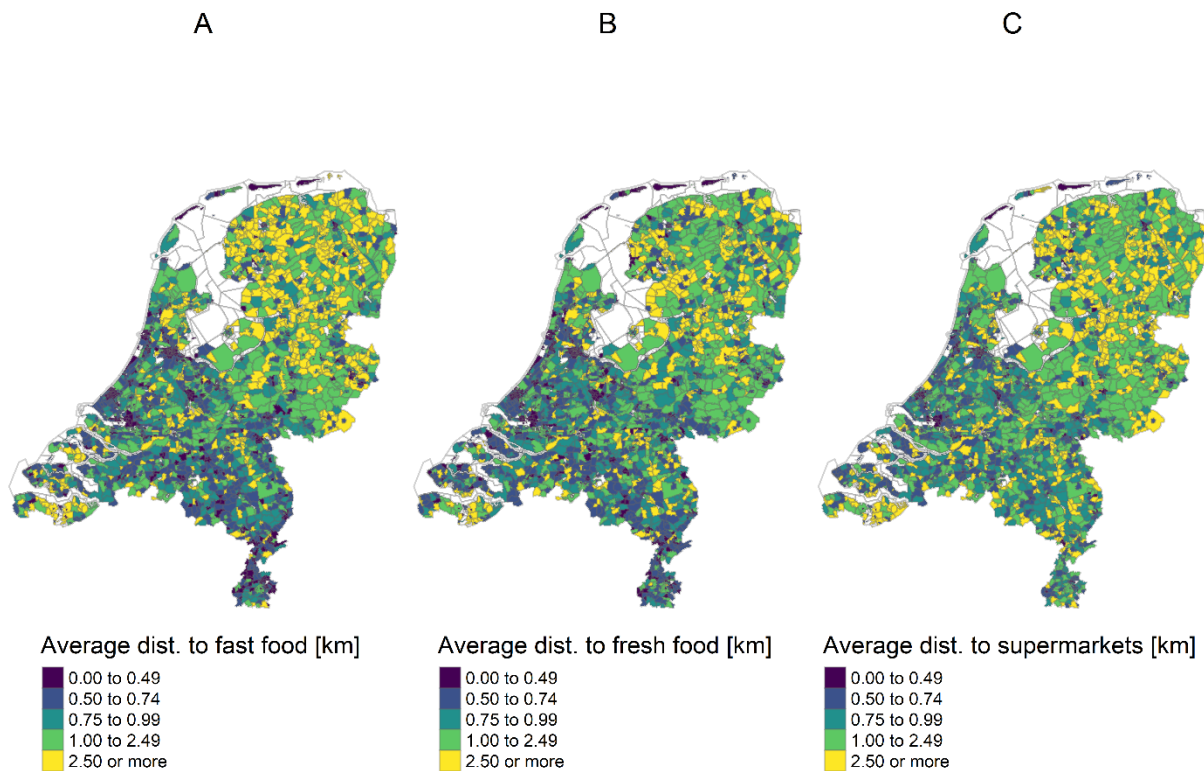 A
B
C
Average dist. to fast food [km]
0.00 to 0.49
0.50 to 0.74
0.75 to 0.99
1.00 to 2.49
2.50 or more
Average dist. to fresh food [km]
0.00 to 0.49
0.50 to 0.74
0.75 to 0.99
1.00 to 2.49
2.50 or more
Average dist. to supermarkets [km]
0.00 to 0.49
0.50 to 0.74
0.75 to 0.99
1.00 to 2.49
2.50 or more